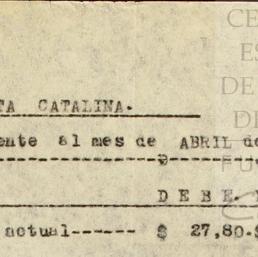 TA CATALINA.
ente al mes de ABRIL de
DEBE.
actual------ $ 27,80.